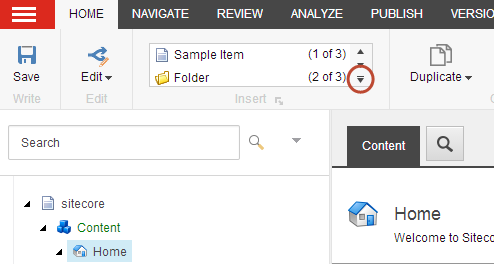 HOME NAVIGATE REVIEW ANALYZE PUBLISH VERSIO
Sample Item (1 of 3)
Folder (2 of 3)
Save Edit Duplicate
Write Edit Insert
Search
Content
sitecore
Content
Home
Home
Welcome to Siteco